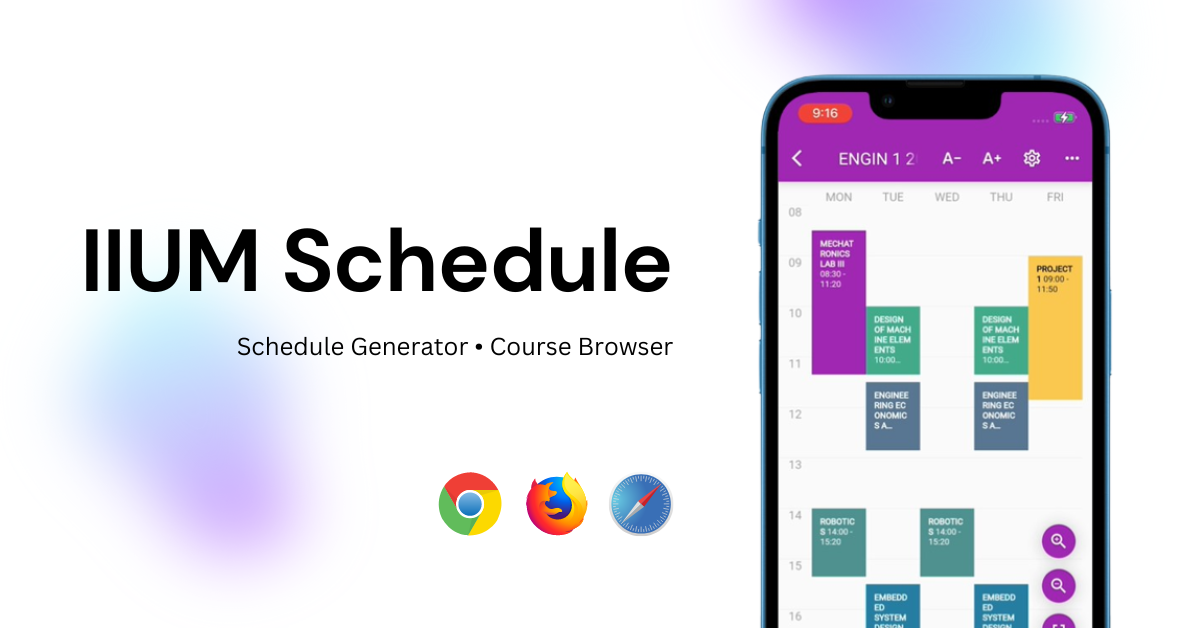 IIUM Schedule
Schedule Generator • Course Browser
9:16
ENGIN 1 2
A-
A+
MON TUE WED THU FRI
08
09
10
11
12
13
14
15
16
MECHAT
RONICS
LAB III
08:30 -
11:20
PROJECT
1 09:00 -
11:50
DESIGN
OF MACH
INE ELEM
ENTS
10:00...
DESIGN
OF MACH
INE ELEM
ENTS
10:00...
ENGINEE
RING EC
ONOMIC
S A...
ENGINEE
RING EC
ONOMIC
S A...
ROBOTIC
S 14:00 -
15:20
ROBOTIC
S 14:00 -
15:20
EMBEDD
ED
SYSTEM
DESIGN
EMBEDD
ED
SYSTEM
DESIGN